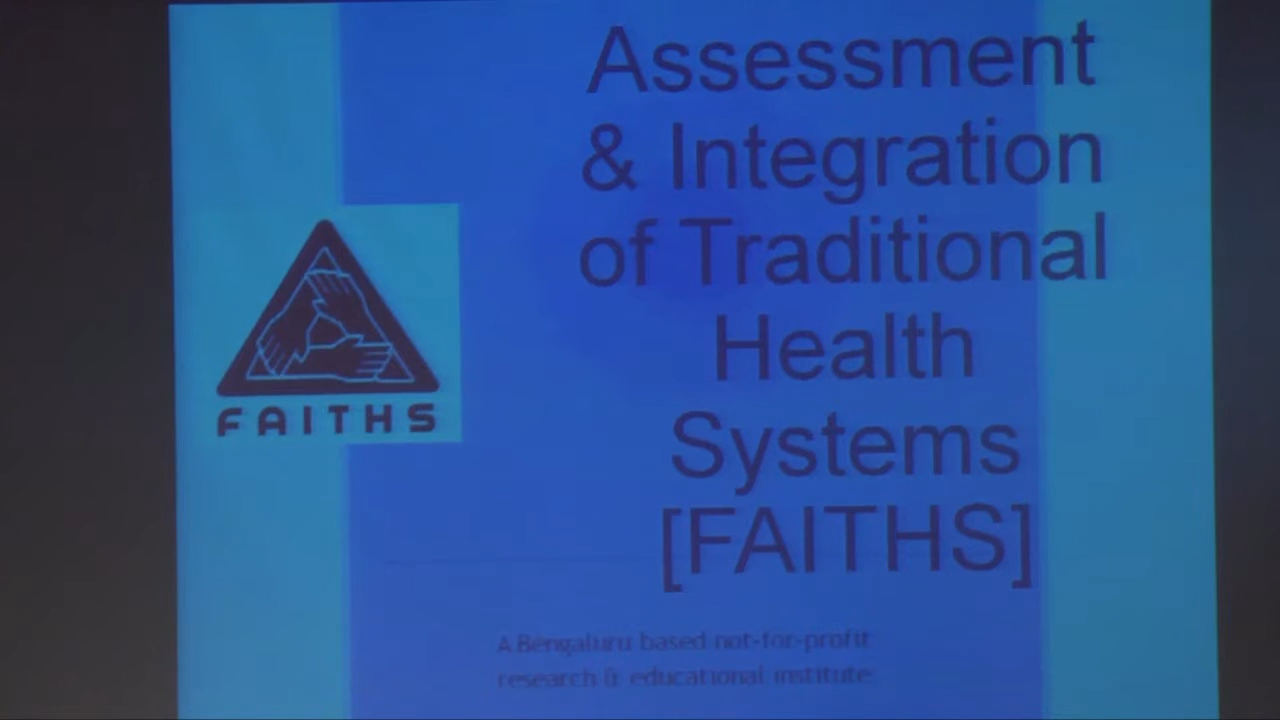 Assessment
& Integration
of Traditional
Health
Systems
[FAITHS]
FAITHS
A Bengaluru based not-for-profit
research & educational institute